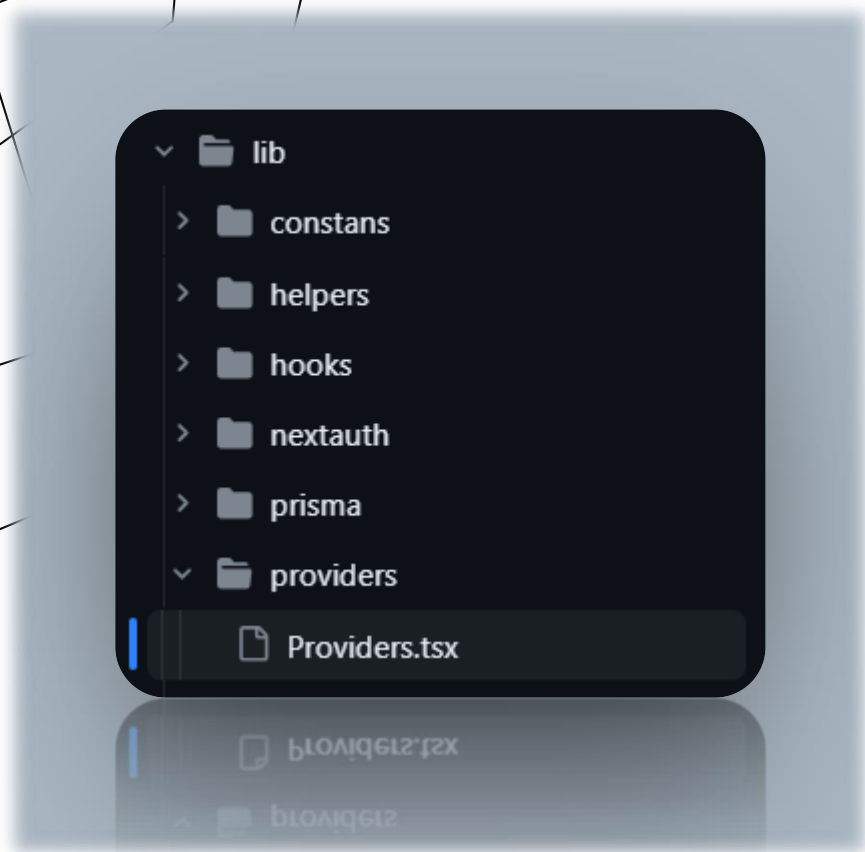 lib
constans
helpers
hooks
nextauth
prisma
providers
Providers.tsx